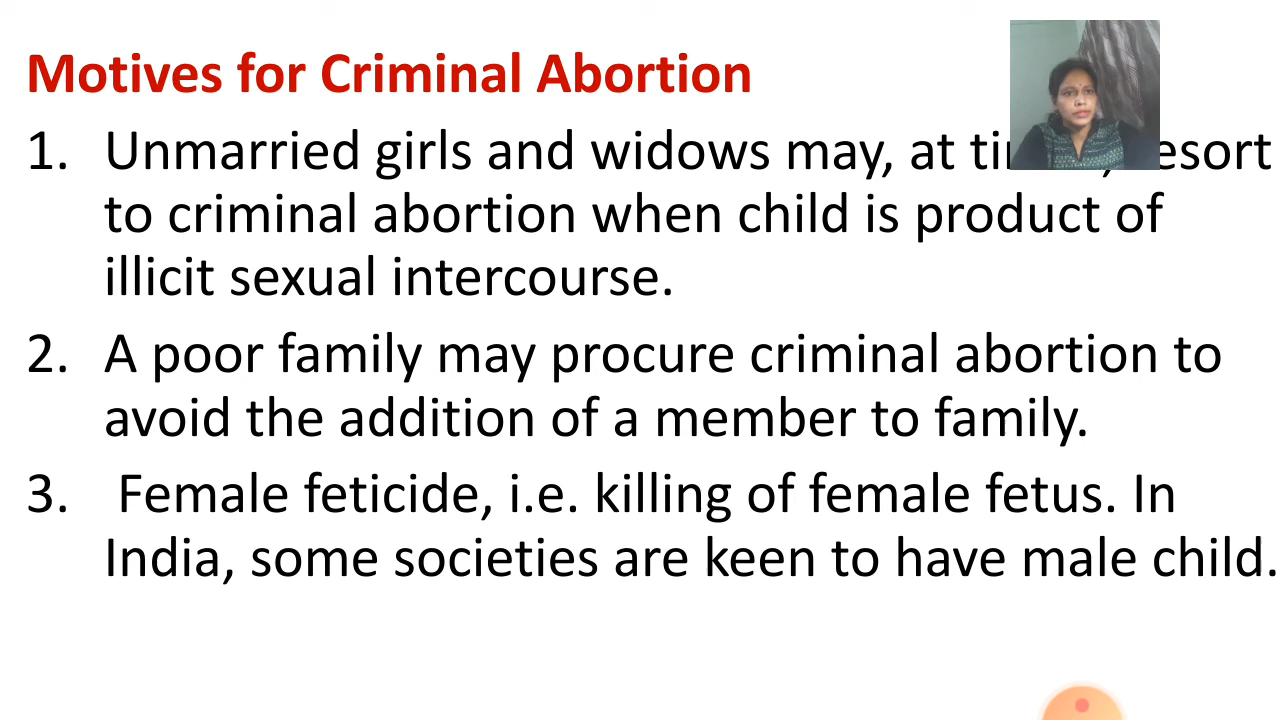 Motives for Criminal Abortion
1. Unmarried girls and widows may, at
to criminal abortion when child is product of
illicit sexual intercourse.
2. A poor family may procure criminal abortion to
avoid the addition of a member to family.
3. Female feticide, i.e. killing of female fetus. In
India, some societies are keen to have male child.